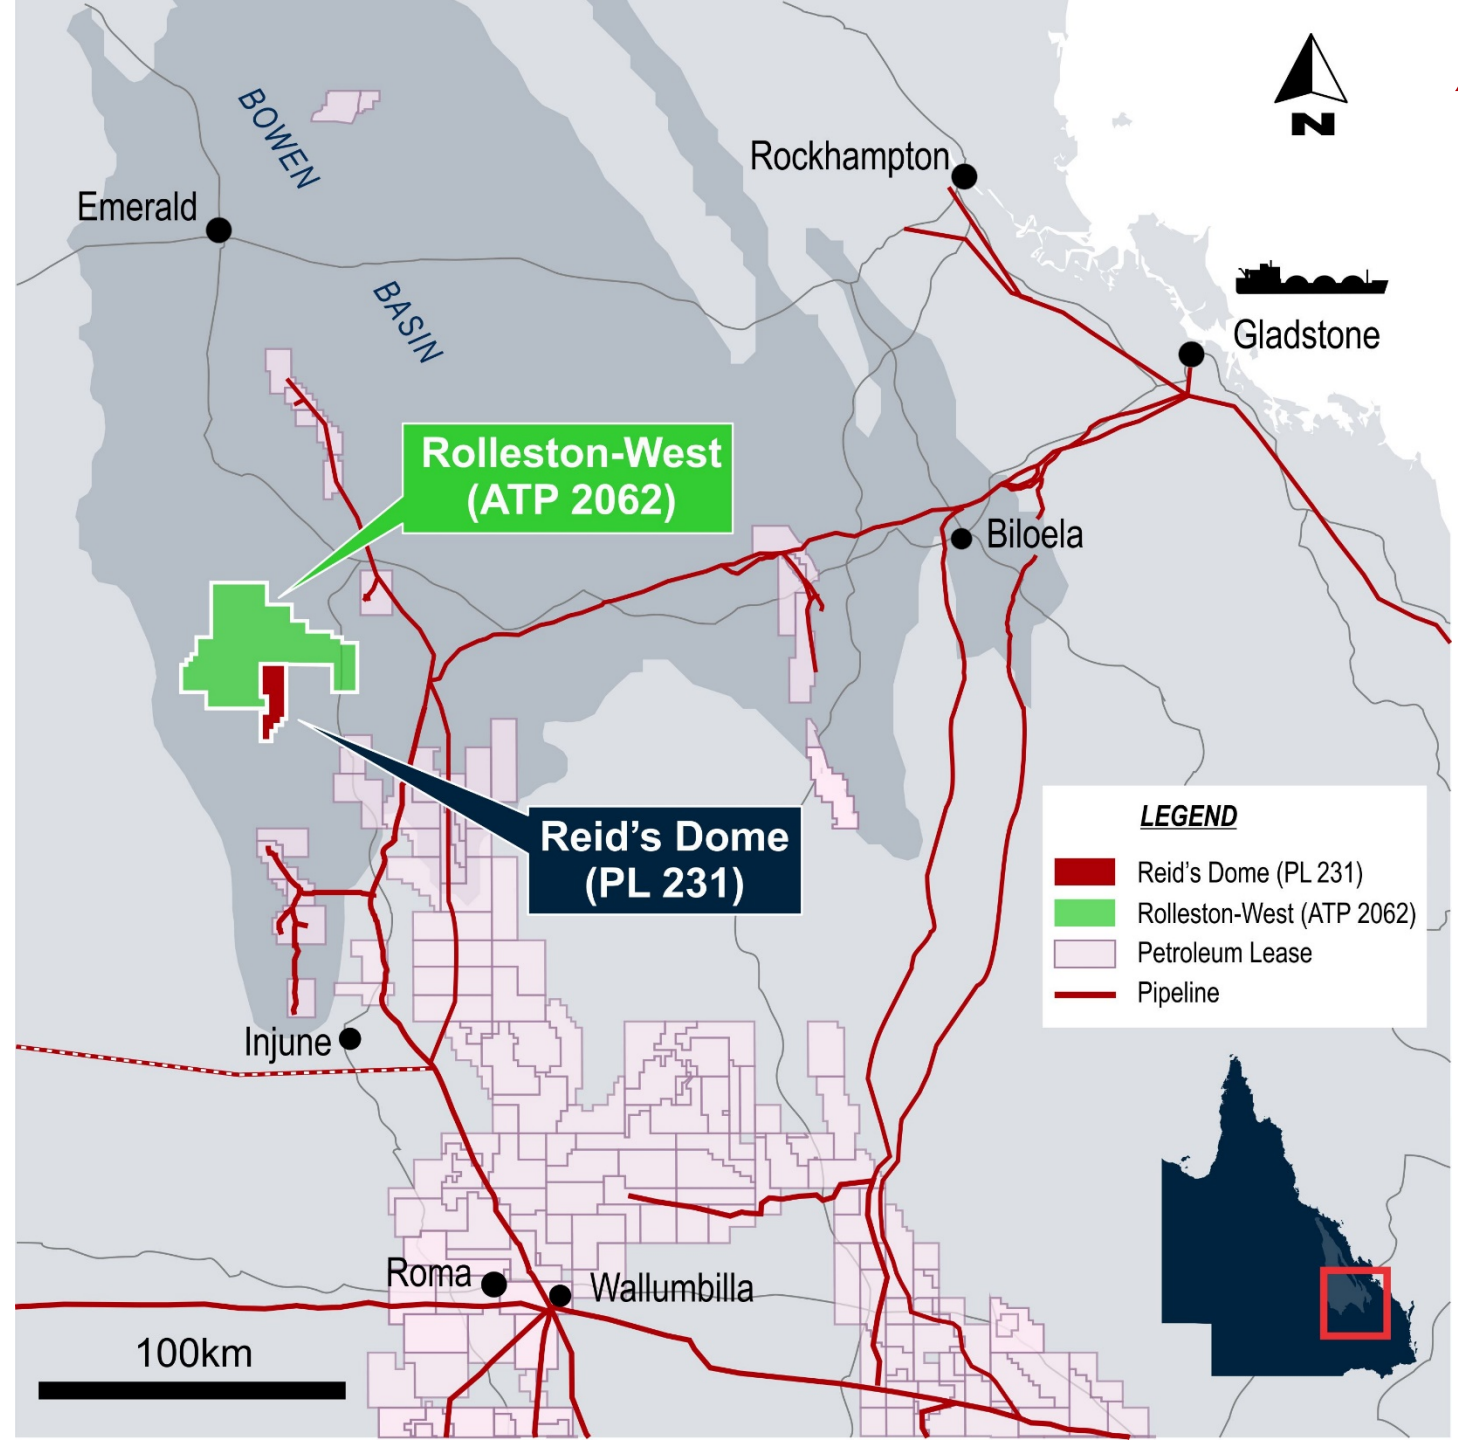 BOWEN
BASIN
Emerald
Rockhampton
N
Gladstone
Rolleston-West
(ATP 2062)
Biloela
Reid's Dome
(PL 231)
LEGEND
Reid's Dome (PL 231)
Rolleston-West (ATP 2062)
Petroleum Lease
Pipeline
Injune
Roma
Wallumbilla
100km